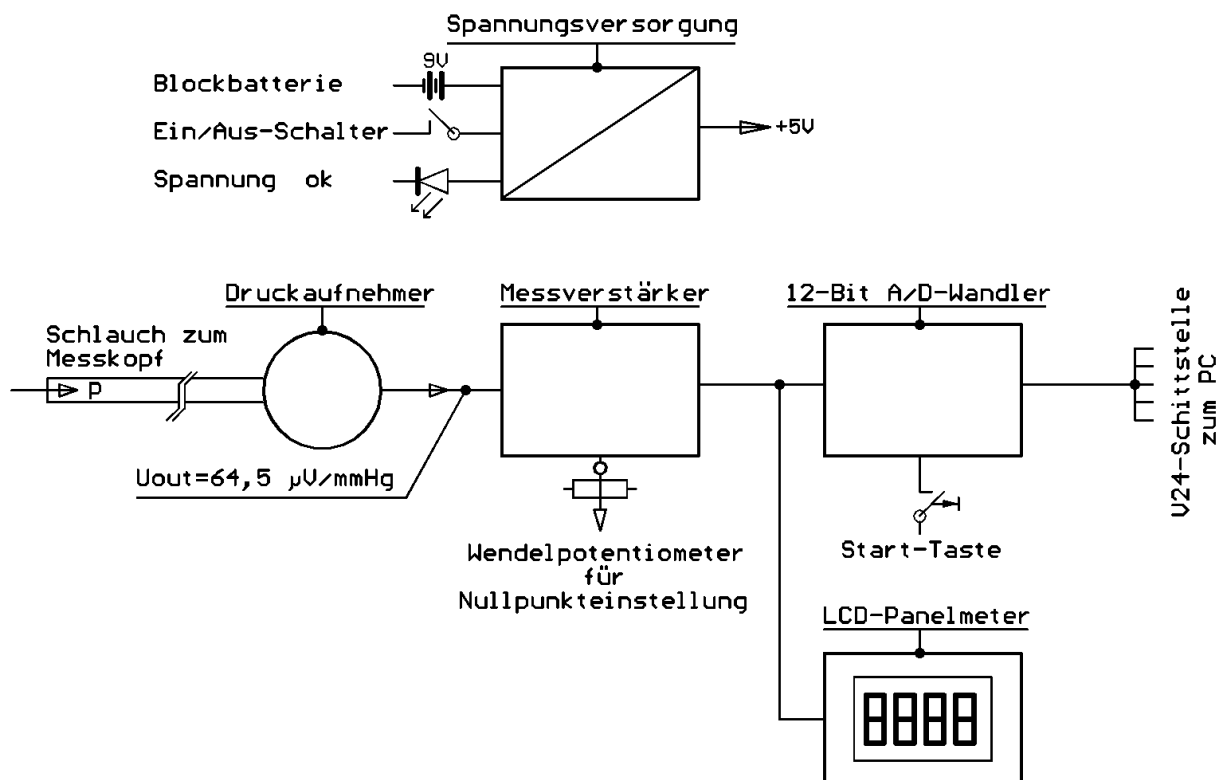 Spannungsversorgung
9V
Blockbatterie
Ein/Aus-Schalter
+5V
Spannung ok
Druckaufnehmer
Messverstärker
12-Bit A/D-Wandler
Schlauch zum
Messkopf
P
Uout=64,5 µV/mmHg
V24-Schittstelle
zum PC
Wendelpotentiometer
für
Nullpunkteinstellung
Start-Taste
LCD-Panelmeter
8888